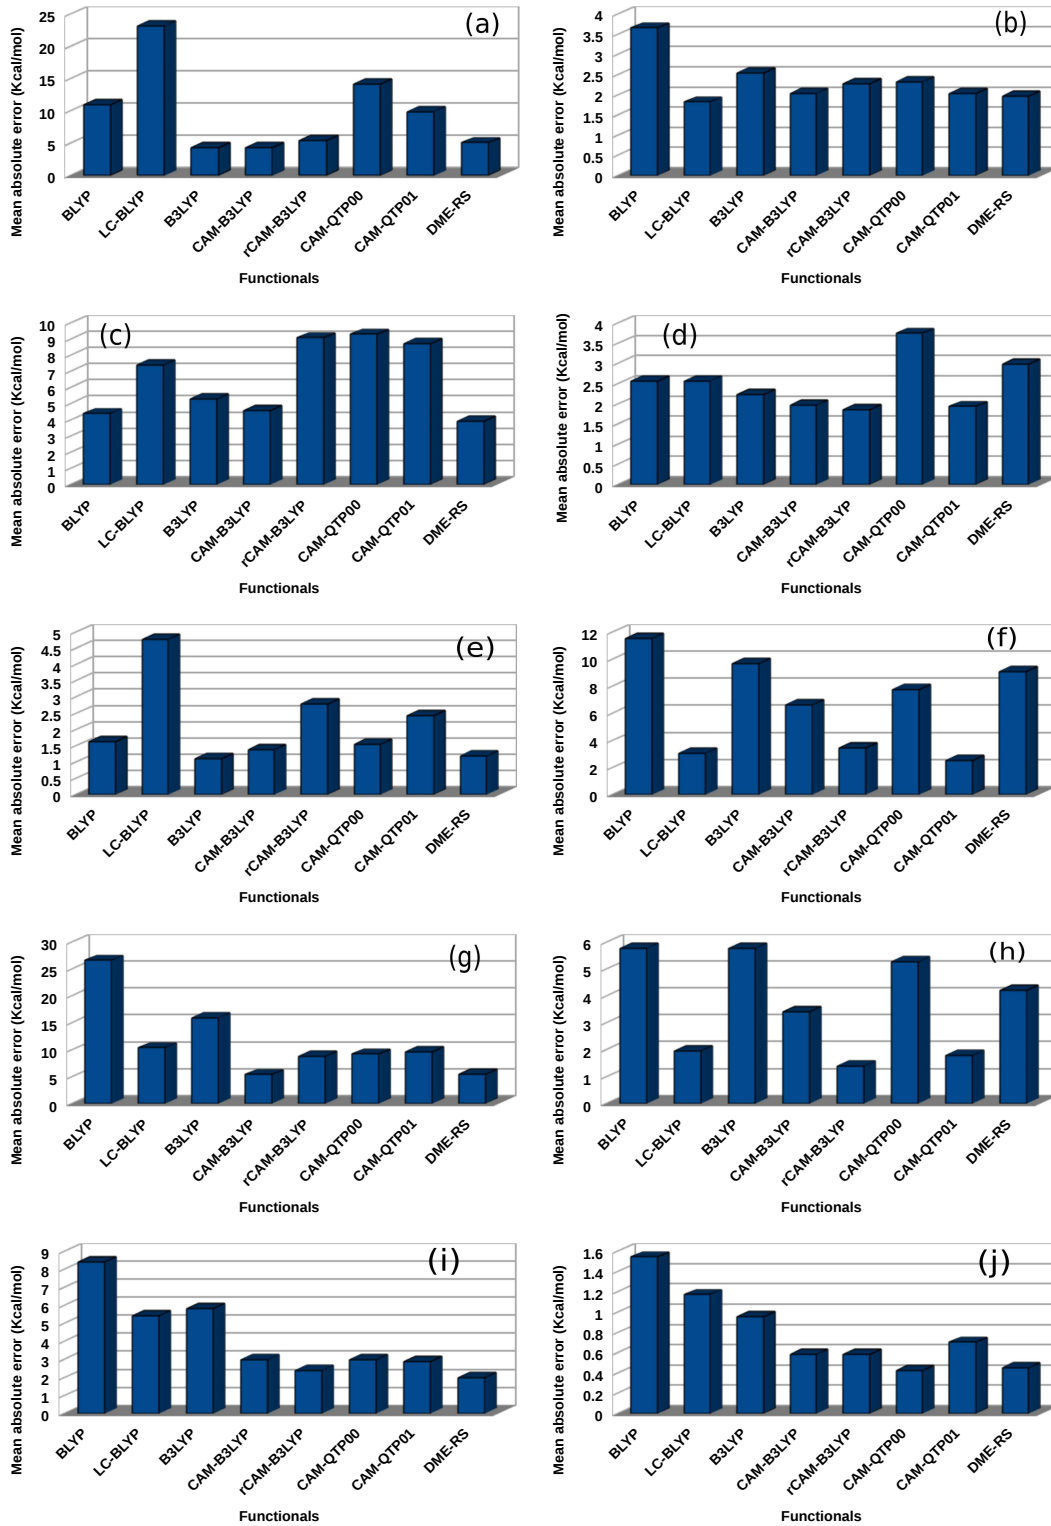 (a)
Mean absolute error (Kcal/mol)
25
20
15
10
5
0
BLYP
LC-BLYP
B3LYP
CAM-B3LYP
rCAM-B3LYP
CAM-QTP00
CAM-QTP01
DME-RS
Functionals
(b)
Mean absolute error (Kcal/mol)
4
3.5
3
2.5
2
1.5
1
0.5
0
BLYP
LC-BLYP
B3LYP
CAM-B3LYP
rCAM-B3LYP
CAM-QTP00
CAM-QTP01
DME-RS
Functionals
(c)
Mean absolute error (Kcal/mol)
10
9
8
7
6
5
4
3
2
1
0
BLYP
LC-BLYP
B3LYP
CAM-B3LYP
rCAM-B3LYP
CAM-QTP00
CAM-QTP01
DME-RS
Functionals
(d)
Mean absolute error (Kcal/mol)
4
3.5
3
2.5
2
1.5
1
0.5
0
BLYP
LC-BLYP
B3LYP
CAM-B3LYP
rCAM-B3LYP
CAM-QTP00
CAM-QTP01
DME-RS
Functionals
(e)
Mean absolute error (Kcal/mol)
5
4.5
4
3.5
3
2.5
2
1.5
1
0.5
0
BLYP
LC-BLYP
B3LYP
CAM-B3LYP
rCAM-B3LYP
CAM-QTP00
CAM-QTP01
DME-RS
Functionals
(f)
Mean absolute error (Kcal/mol)
12
10
8
6
4
2
0
BLYP
LC-BLYP
B3LYP
CAM-B3LYP
rCAM-B3LYP
CAM-QTP00
CAM-QTP01
DME-RS
Functionals
(g)
Mean absolute error (Kcal/mol)
30
25
20
15
10
5
0
BLYP
LC-BLYP
B3LYP
CAM-B3LYP
rCAM-B3LYP
CAM-QTP00
CAM-QTP01
DME-RS
Functionals
(h)
Mean absolute error (Kcal/mol)
6
5
4
3
2
1
0
BLYP
LC-BLYP
B3LYP
CAM-B3LYP
rCAM-B3LYP
CAM-QTP00
CAM-QTP01
DME-RS
Functionals
(i)
Mean absolute error (Kcal/mol)
9
8
7
6
5
4
3
2
1
0
BLYP
LC-BLYP
B3LYP
CAM-B3LYP
rCAM-B3LYP
CAM-QTP00
CAM-QTP01
DME-RS
Functionals
(j)
Mean absolute error (Kcal/mol)
1.6
1.4
1.2
1
0.8
0.6
0.4
0.2
0
BLYP
LC-BLYP
B3LYP
CAM-B3LYP
rCAM-B3LYP
CAM-QTP00
CAM-QTP01
DME-RS
Functionals